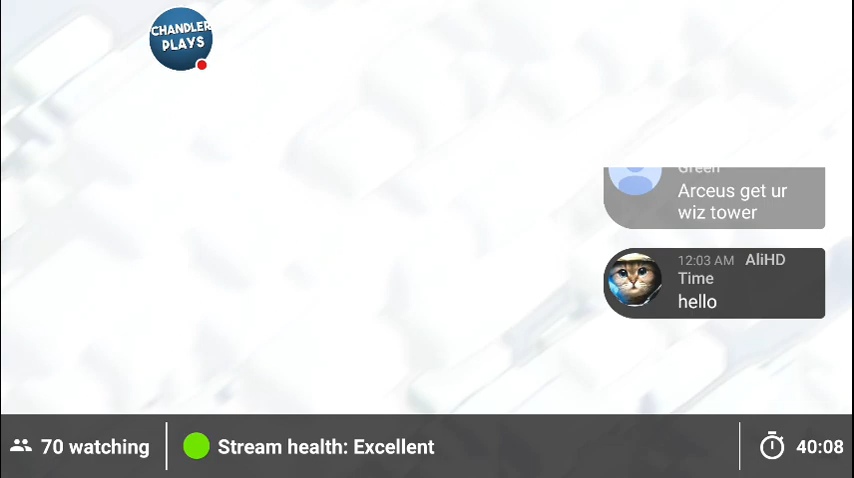 CHANDLER
PLAYS
Green
Arceus get ur
wiz tower
12:03 AM AliHD
Time
hello
70 watching
Stream health: Excellent
40:08